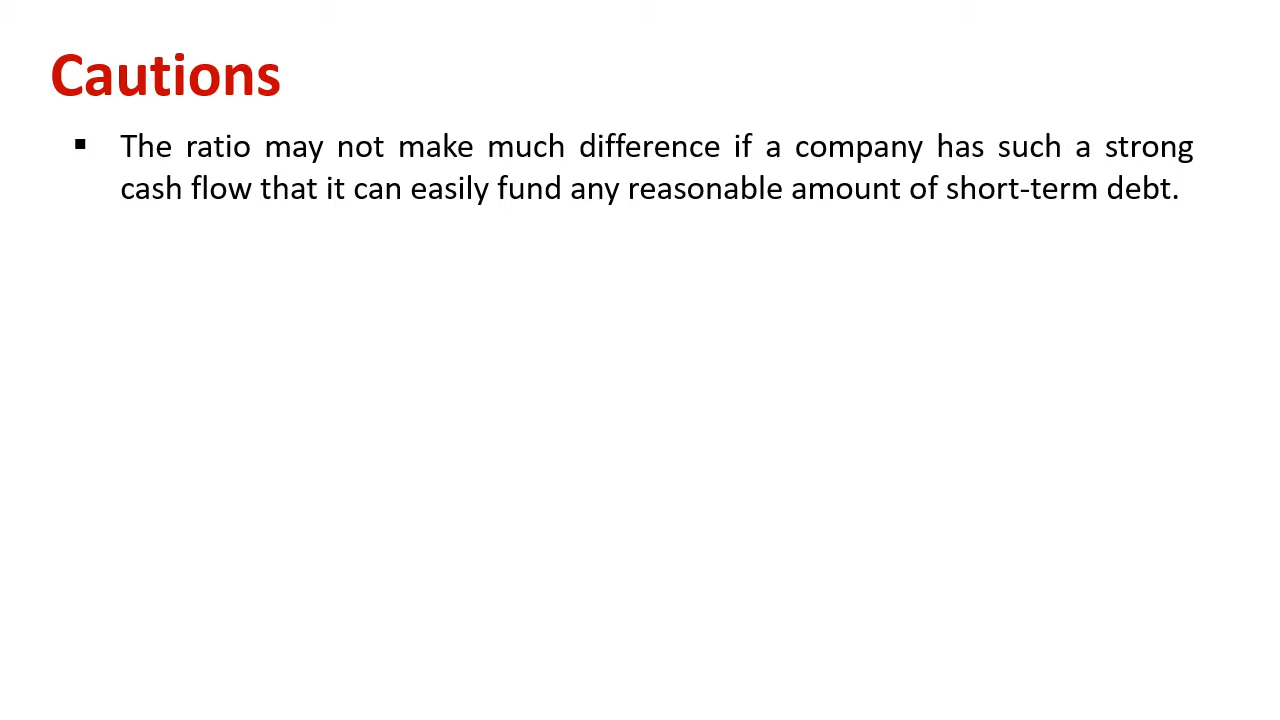 Cautions
▪ The ratio may not make much difference if a company has such a strong
cash flow that it can easily fund any reasonable amount of short-term debt.